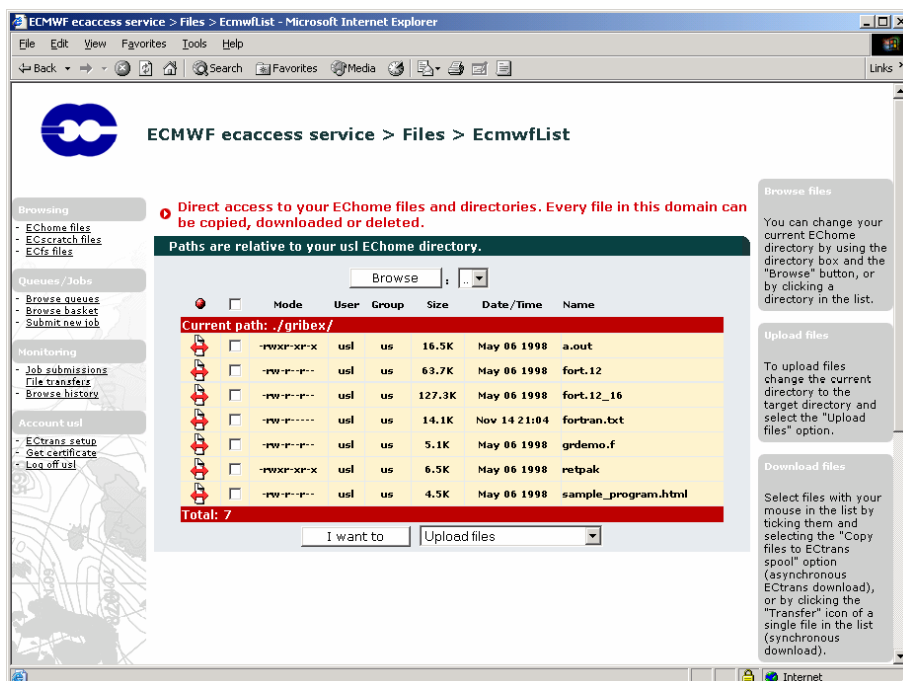 ECMWF ecaccess service > Files > EcmwfList - Microsoft Internet Explorer
File Edit View Favorites Tools Help
Back Search Favorites Media Links
ECMWF ecaccess service > Files > EcmwfList
Browsing
- EChome files
- ECscratch files
- ECfs files
Queues/Jobs
- Browse queues
- Browse basket
- Submit new job
Monitoring
- Job submissions
File transfers
- Browse history
Account usl
- ECtrans setup
- Get certificate
- Log off usl
Direct access to your EChome files and directories. Every file in this domain can
be copied, downloaded or deleted.
Paths are relative to your usl EChome directory.
Browse : ..
Mode User Group Size Date/Time Name
Current path: ./gribex/
-rwxr-xr-x usl us 16.5K May 06 1998 a.out
-rw-r--r-- usl us 63.7K May 06 1998 fort.12
-rw-r--r-- usl us 127.3K May 06 1998 fort.12_16
-rw-r----- usl us 14.1K Nov 14 21:04 fortran.txt
-rw-r--r-- usl us 5.1K May 06 1998 grdemo.f
-rwxr-xr-x usl us 6.5K May 06 1998 retpak
-rw-r--r-- usl us 4.5K May 06 1998 sample_program.html
Total: 7
I want to Upload files
Browse files
You can change your
current EChome
directory by using the
directory box and the
"Browse" button, or
by clicking a
directory in the list.
Upload files
To upload files
change the current
directory to the
target directory and
select the "Upload
files" option.
Download files
Select files with your
mouse in the list by
ticking them and
selecting the "Copy
files to ECtrans
spool" option
(asynchronous
ECtrans download),
or by clicking the
"Transfer" icon of a
single file in the list
(synchronous
download).
Internet